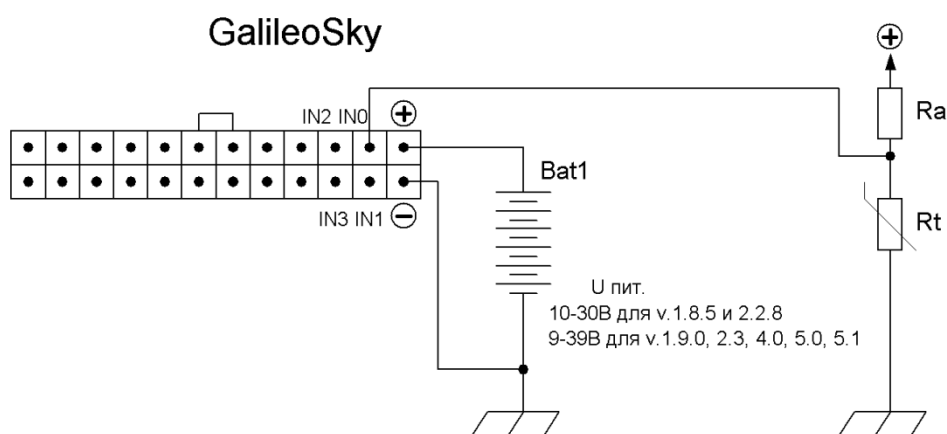 GalileoSky
IN2 IN0 +
IN3 IN1 −
Bat1
U пит.
10-30В для v.1.8.5 и 2.2.8
9-39В для v.1.9.0, 2.3, 4.0, 5.0, 5.1
+
Ra
Rt